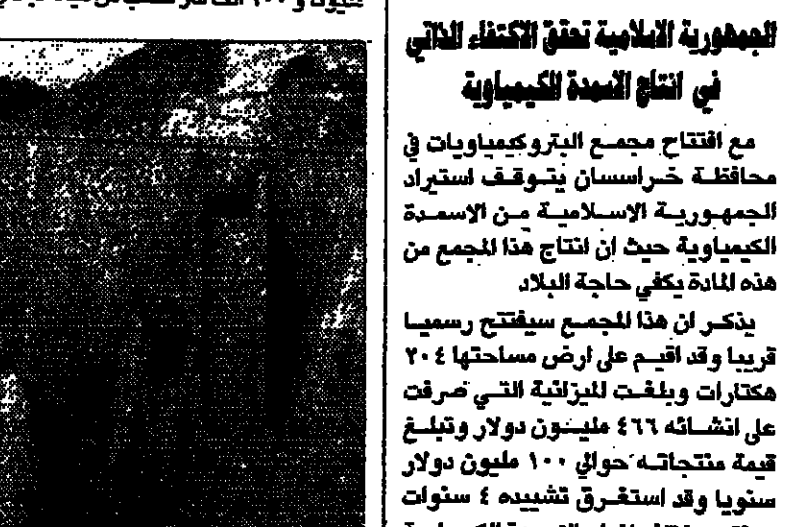 الجمهورية الاسلامية تحقق الاكتفاء الذاتي
في انتاج الاسمدة الكيمياوية
مع افتتاح مجمع البتروكيمياويات في
محافظة خراسان يتوقف استيراد
الجمهورية الاسلامية من الاسمدة
الكيمياوية حيث ان انتاج هذا المجمع من
هذه المادة يكفي حاجة البلاد
يذكر ان هذا المجمع سيفتتح رسميا
قريبا وقد اقيم على ارض مساحتها ٢٠٤
هكتارات وبلغت الميزانية التي صرفت
على انشائه ٤٦٦ مليون دولار وتبلغ
قيمة منتجاته حوالي ١٠٠ مليون دولار
سنويا وقد استغرق تشييده ٤ سنوات